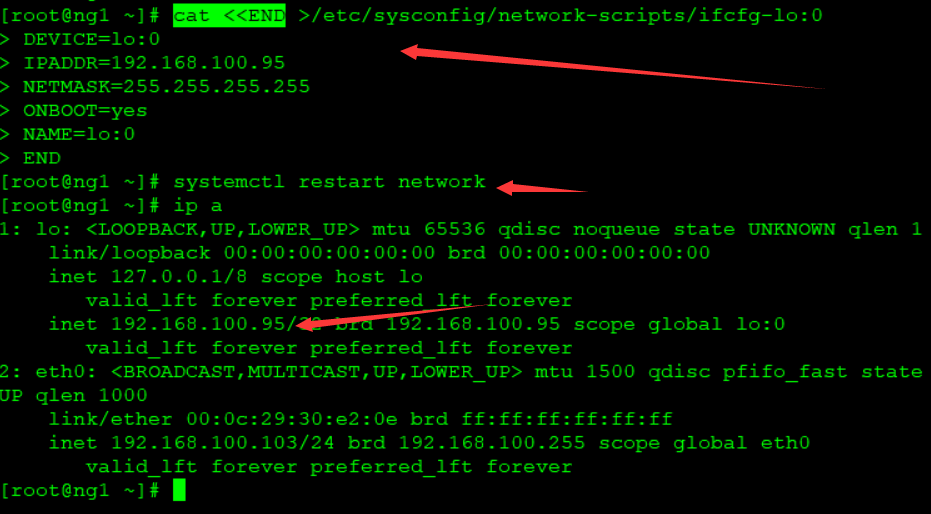 [root@ng1 ~]# cat <<END >/etc/sysconfig/network-scripts/ifcfg-lo:0
> DEVICE=lo:0
> IPADDR=192.168.100.95
> NETMASK=255.255.255.255
> ONBOOT=yes
> NAME=lo:0
> END
[root@ng1 ~]# systemctl restart network
[root@ng1 ~]# ip a
1: lo: <LOOPBACK,UP,LOWER_UP> mtu 65536 qdisc noqueue state UNKNOWN qlen 1
    link/loopback 00:00:00:00:00:00 brd 00:00:00:00:00:00
    inet 127.0.0.1/8 scope host lo
       valid_lft forever preferred_lft forever
    inet 192.168.100.95/32 brd 192.168.100.95 scope global lo:0
       valid_lft forever preferred_lft forever
2: eth0: <BROADCAST,MULTICAST,UP,LOWER_UP> mtu 1500 qdisc pfifo_fast state
UP qlen 1000
    link/ether 00:0c:29:30:e2:0e brd ff:ff:ff:ff:ff:ff
    inet 192.168.100.103/24 brd 192.168.100.255 scope global eth0
       valid_lft forever preferred_lft forever
[root@ng1 ~]#